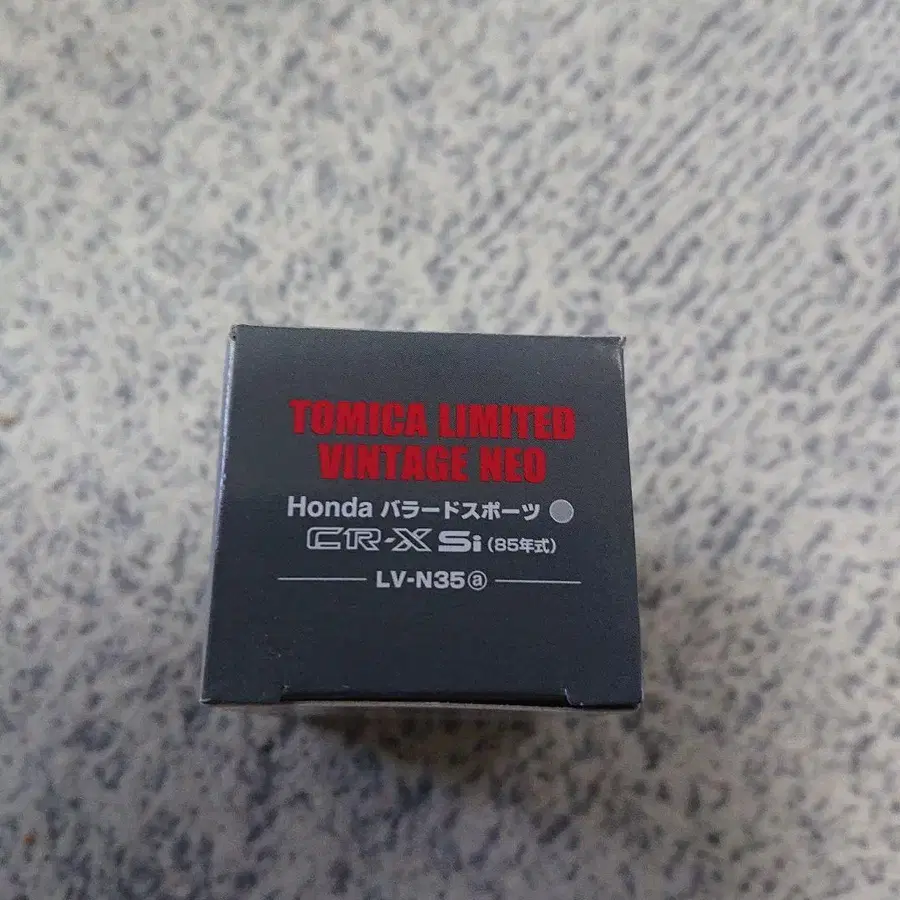 TOMICA LIMITED
VINTAGE NEO
Honda バラードスポーツ
CR-X Si (85年式)
LV-N35ⓐ